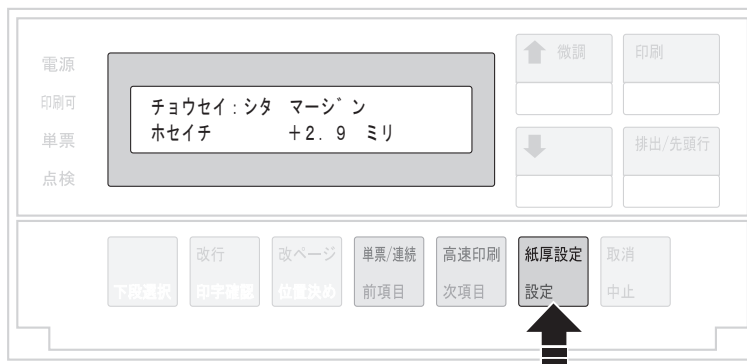 電源
印刷可
単票
点検
チョウセイ:シタ マージン
ホセイチ +2.9 ミリ
微調
印刷
排出/先頭行
下段選択
改行
印字確認
改ページ
位置決め
単票/連続
前項目
高速印刷
次項目
紙厚設定
設定
取消
中止